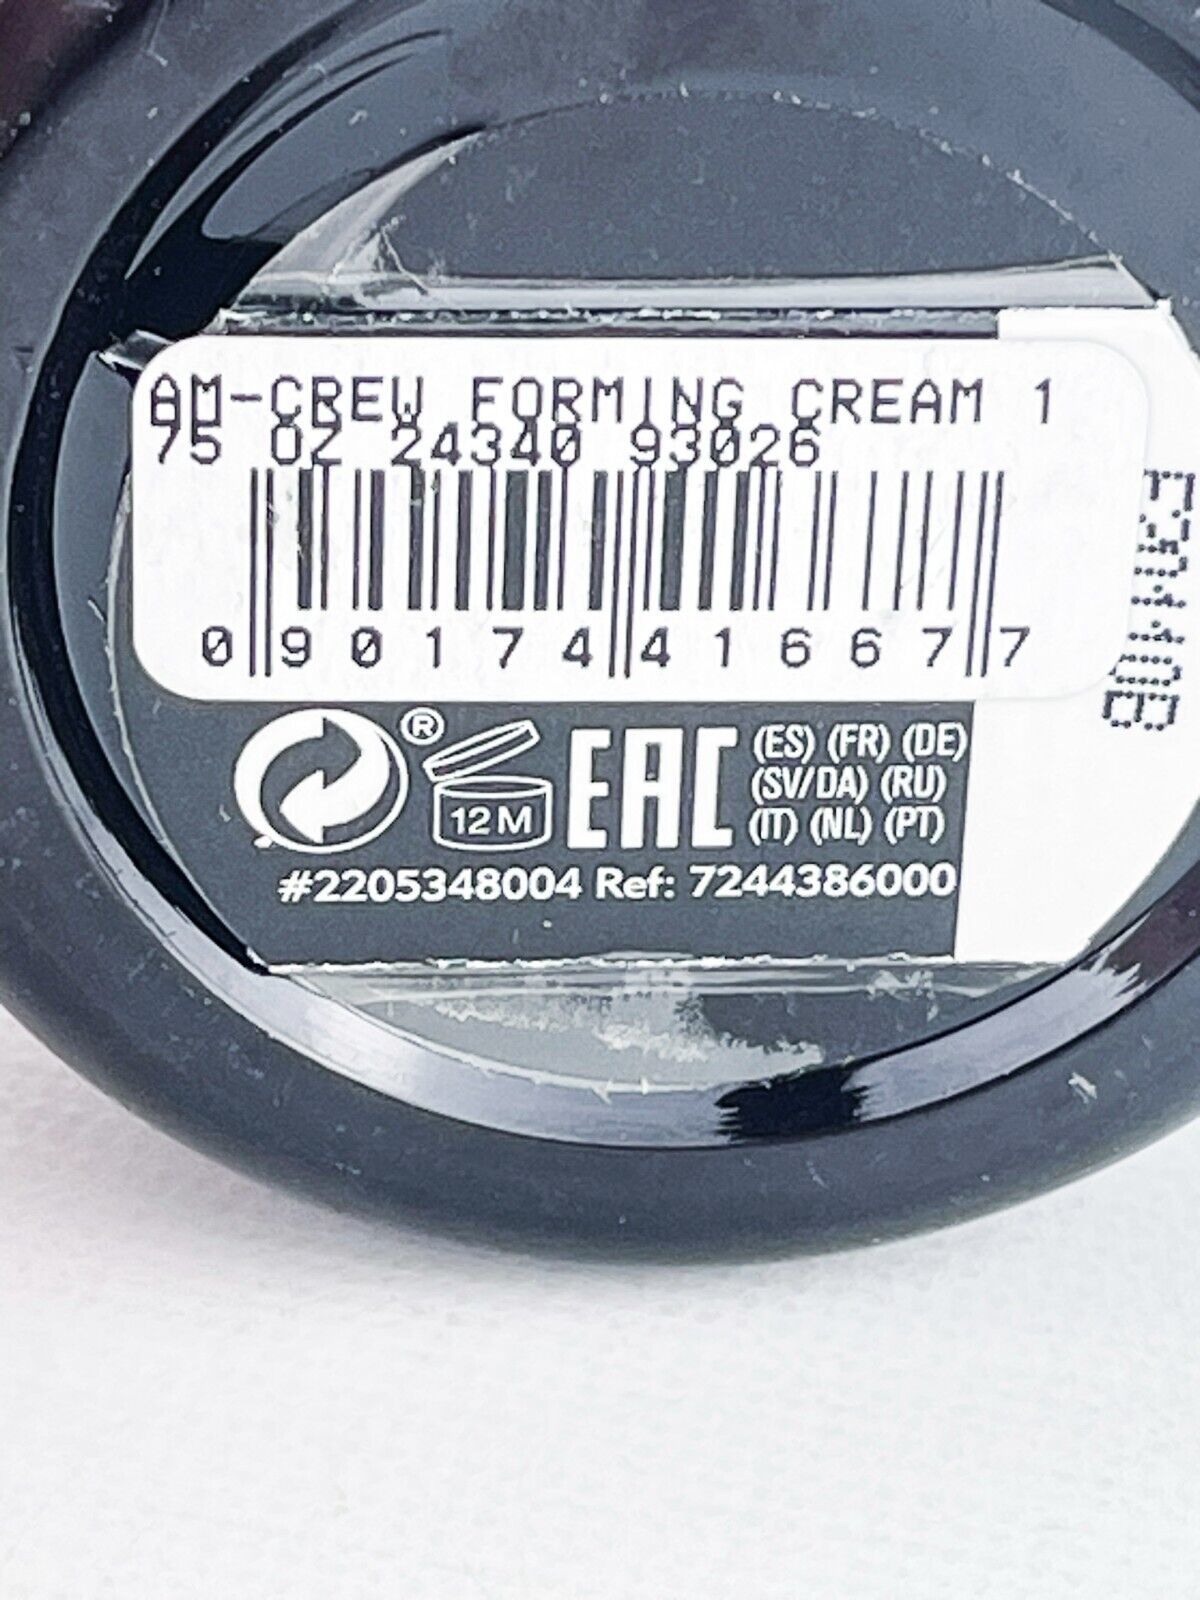 AM-CREW FORMING CREAM 1
75 OZ 24340 93026
0 90174 41667 7
®
12 M
EAC
(ES) (FR) (DE)
(SV/DA) (RU)
(IT) (NL) (PT)
#2205348004 Ref: 7244386000